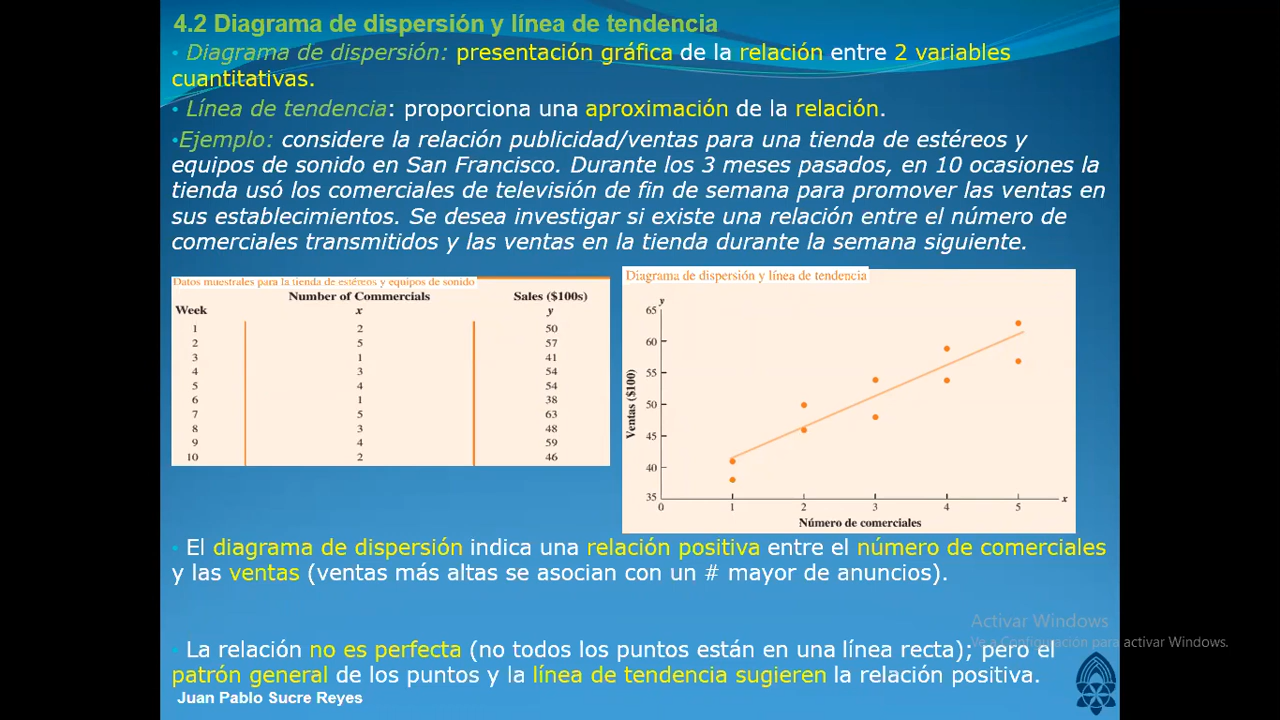 4.2 Diagrama de dispersión y línea de tendencia
• Diagrama de dispersión: presentación gráfica de la relación entre 2 variables
cuantitativas.
• Línea de tendencia: proporciona una aproximación de la relación.
•Ejemplo: considere la relación publicidad/ventas para una tienda de estéreos y
equipos de sonido en San Francisco. Durante los 3 meses pasados, en 10 ocasiones la
tienda usó los comerciales de televisión de fin de semana para promover las ventas en
sus establecimientos. Se desea investigar si existe una relación entre el número de
comerciales transmitidos y las ventas en la tienda durante la semana siguiente.
Datos muestrales para la tienda de estéreos y equipos de sonido
Number of Commercials Sales ($100s)
Week x y
1 2 50
2 5 57
3 1 41
4 3 54
5 4 54
6 1 38
7 5 63
8 3 48
9 4 59
10 2 46
Diagrama de dispersión y línea de tendencia
y
65
60
55
50
45
40
35
Ventas ($100)
0 1 2 3 4 5 x
Número de comerciales
• El diagrama de dispersión indica una relación positiva entre el número de comerciales
y las ventas (ventas más altas se asocian con un # mayor de anuncios).
Activar Windows
Ve a Configuración para activar Windows.
• La relación no es perfecta (no todos los puntos están en una línea recta); pero el
patrón general de los puntos y la línea de tendencia sugieren la relación positiva.
Juan Pablo Sucre Reyes